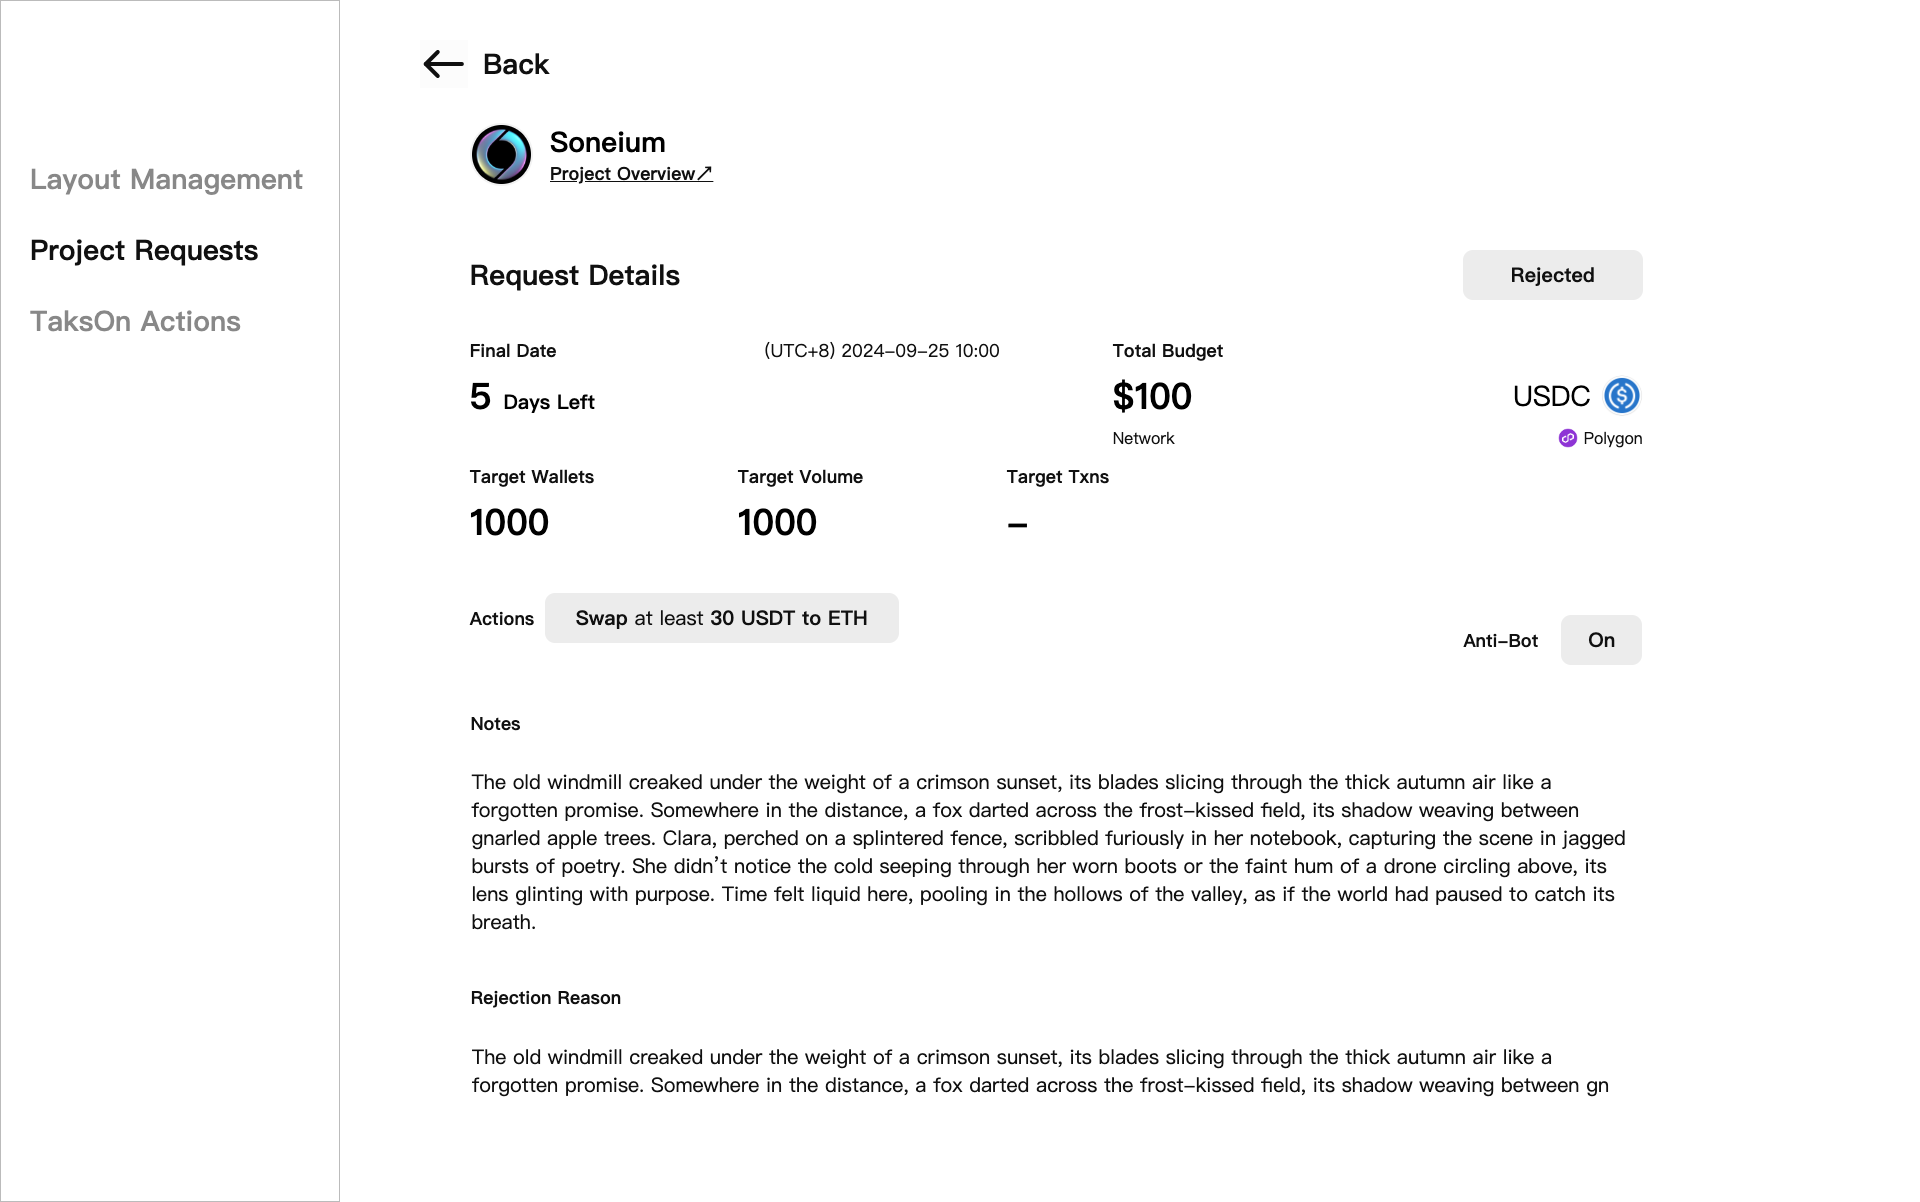 Back
Soneium
Project Overview↗
Layout Management
Project Requests
TaksOn Actions
Request Details
Rejected
Final Date
(UTC+8) 2024-09-25 10:00
5 Days Left
Total Budget
$100
USDC
Network
Polygon
Target Wallets
Target Volume
Target Txns
1000
1000
–
Actions
Swap at least 30 USDT to ETH
Anti-Bot
On
Notes
The old windmill creaked under the weight of a crimson sunset, its blades slicing through the thick autumn air like a
forgotten promise. Somewhere in the distance, a fox darted across the frost-kissed field, its shadow weaving between
gnarled apple trees. Clara, perched on a splintered fence, scribbled furiously in her notebook, capturing the scene in jagged
bursts of poetry. She didn’t notice the cold seeping through her worn boots or the faint hum of a drone circling above, its
lens glinting with purpose. Time felt liquid here, pooling in the hollows of the valley, as if the world had paused to catch its
breath.
Rejection Reason
The old windmill creaked under the weight of a crimson sunset, its blades slicing through the thick autumn air like a
forgotten promise. Somewhere in the distance, a fox darted across the frost-kissed field, its shadow weaving between gn